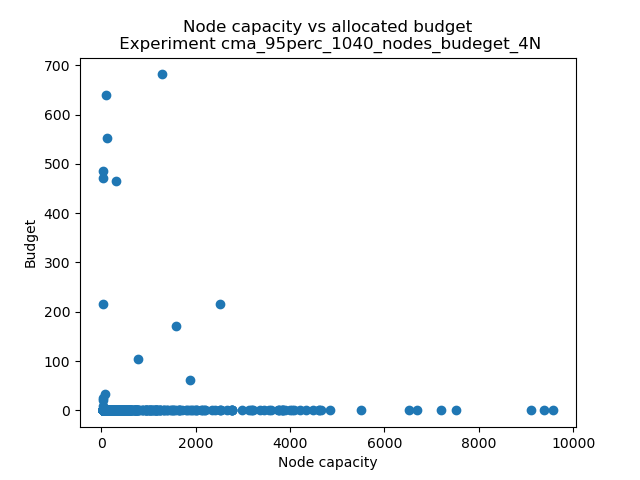 Node capacity vs allocated budget
Experiment cma_95perc_1040_nodes_budeget_4N
700
600
500
400
300
200
100
0
Budget
0 2000 4000 6000 8000 10000
Node capacity